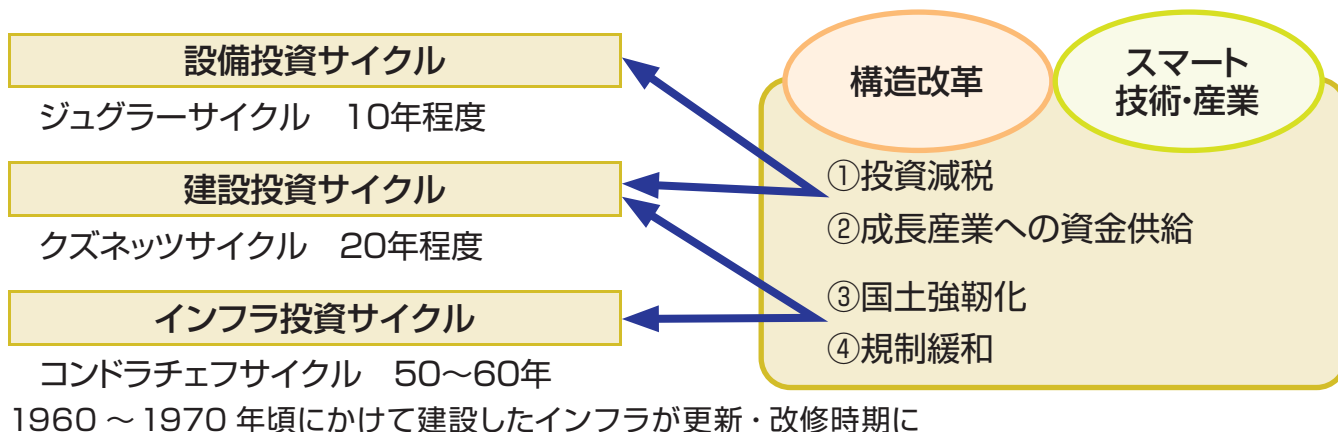 設備投資サイクル
ジュグラーサイクル　10年程度
建設投資サイクル
クズネッツサイクル　20年程度
インフラ投資サイクル
コンドラチェフサイクル　50〜60年
1960 〜 1970 年頃にかけて建設したインフラが更新・改修時期に
構造改革
スマート
技術・産業
①投資減税
②成長産業への資金供給
③国土強靭化
④規制緩和